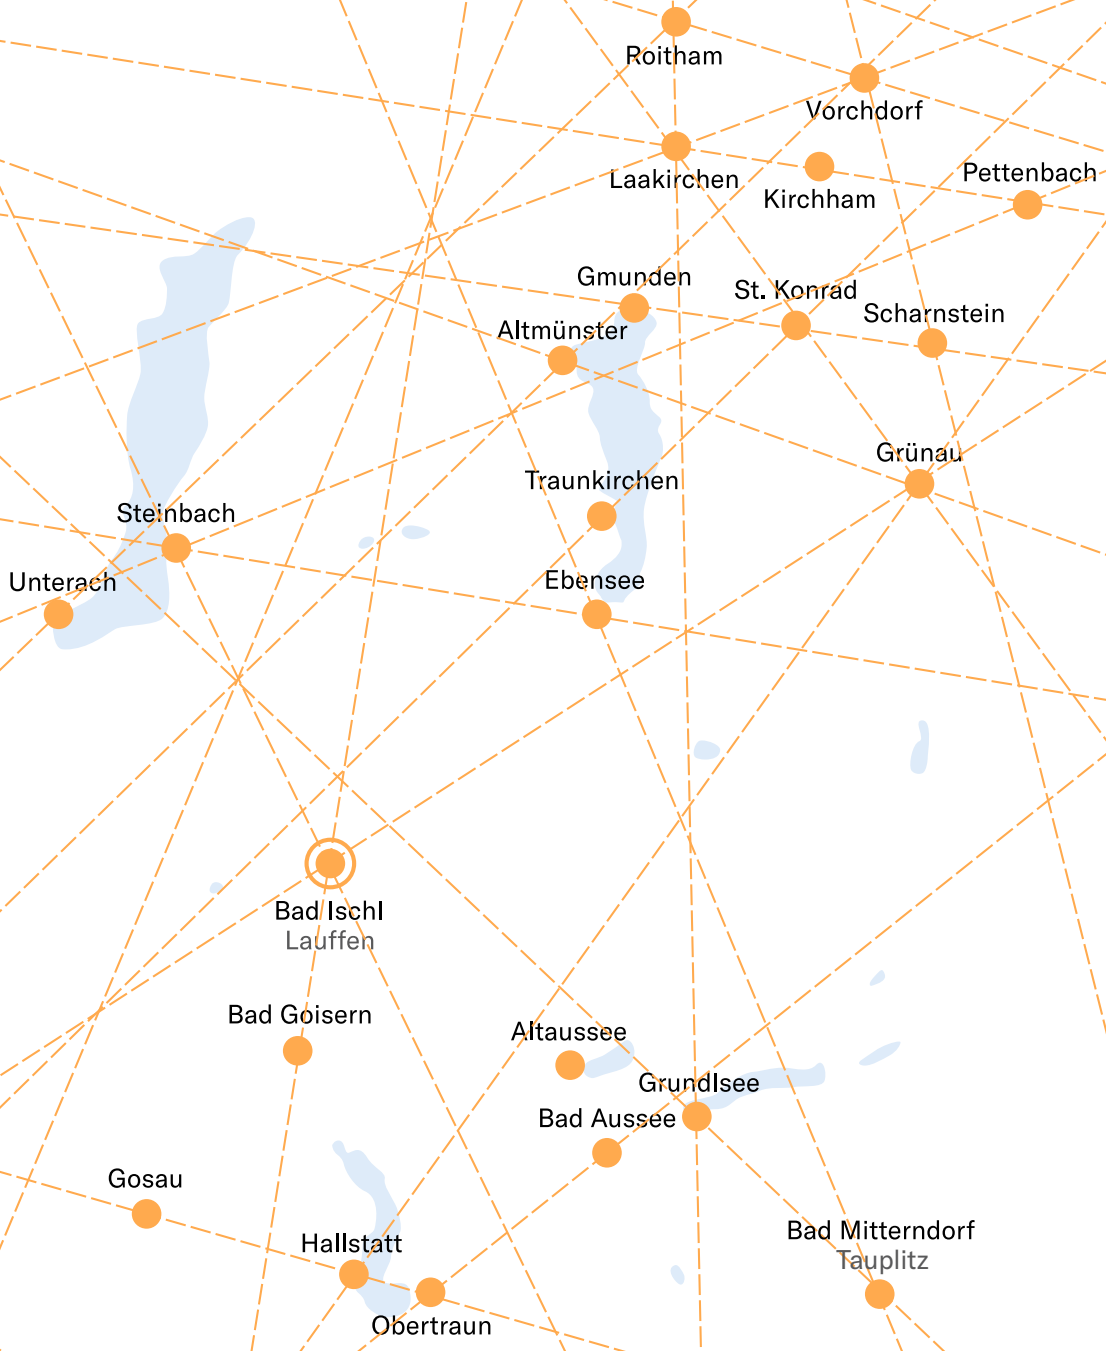 Roitham
Vorchdorf
Laakirchen
Kirchham
Pettenbach
Gmunden
St. Konrad
Scharnstein
Altmünster
Grünau
Traunkirchen
Steinbach
Unterach
Ebensee
Bad Ischl
Lauffen
Bad Goisern
Altaussee
Grundlsee
Bad Aussee
Gosau
Hallstatt
Bad Mitterndorf
Tauplitz
Obertraun